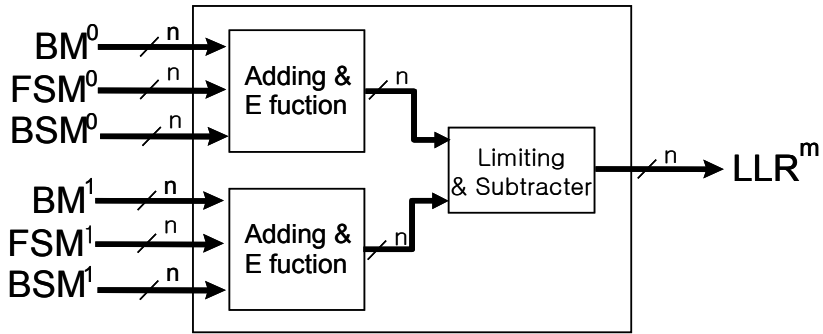 BM⁰ n
FSM⁰ n
BSM⁰ n
Adding &
E fuction
n
BM¹ n
FSM¹ n
BSM¹ n
Adding &
E fuction
n
Limiting
& Subtracter
n
LLRᵐ